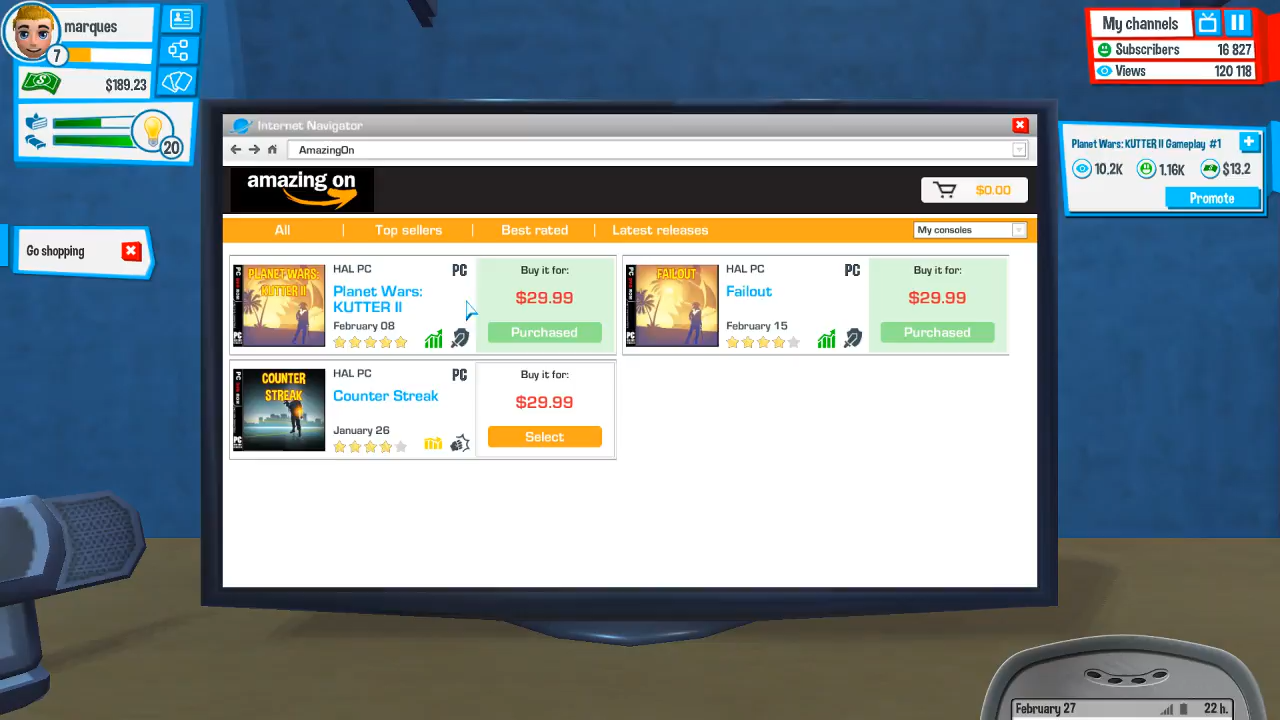 marques
7
$189.23
20
Go shopping
My channels
Subscribers 16 827
Views 120 118
Planet Wars: KUTTER II Gameplay #1
10.2K 1.16K $13.2
Promote
Internet Navigator
AmazingOn
amazing on
$0.00
All | Top sellers | Best rated | Latest releases
My consoles
PLANET WARS:
KUTTER II
PC
HAL PC
PC
Planet Wars:
KUTTER II
February 08
Buy it for:
$29.99
Purchased
FAILOUT
PC
HAL PC
PC
Failout
February 15
Buy it for:
$29.99
Purchased
COUNTER
STREAK
PC
HAL PC
PC
Counter Streak
January 26
Buy it for:
$29.99
Select
February 27 22 h.